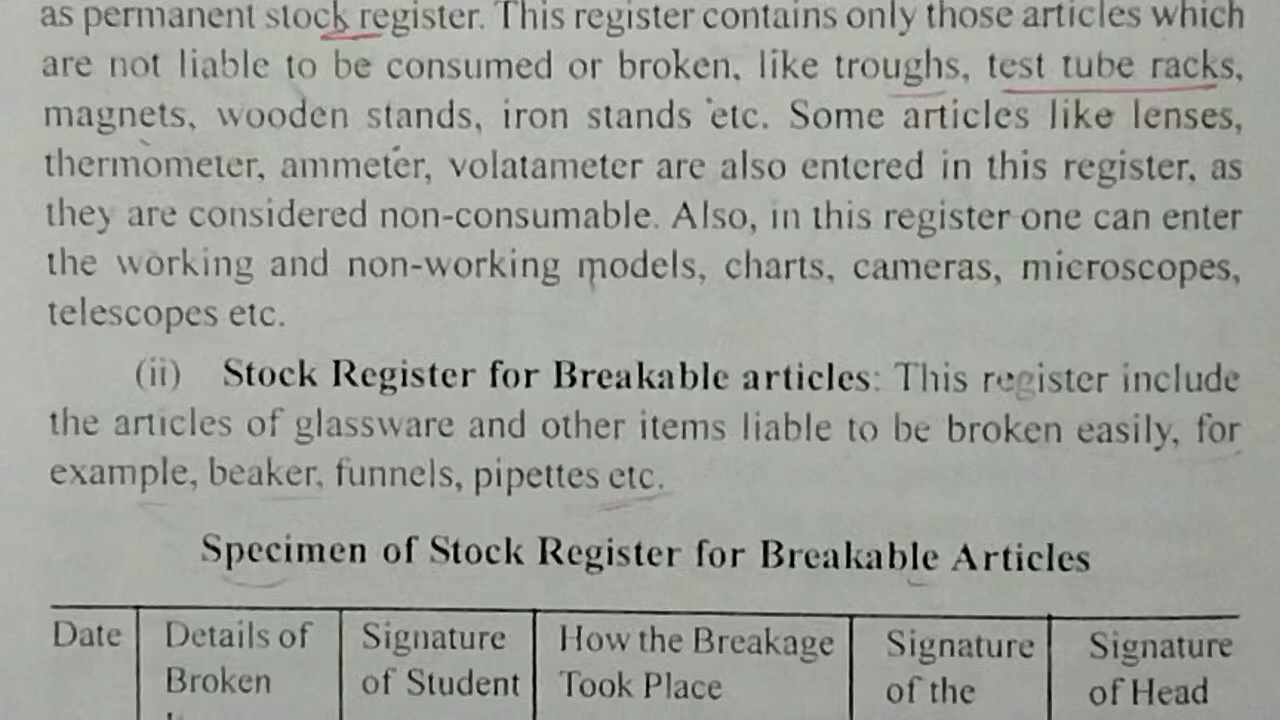 as permanent stock register. This register contains only those articles which
are not liable to be consumed or broken, like troughs, test tube racks,
magnets, wooden stands, iron stands etc. Some articles like lenses,
thermometer, ammeter, volatameter are also entered in this register, as
they are considered non-consumable. Also, in this register one can enter
the working and non-working models, charts, cameras, microscopes,
telescopes etc.
(ii) Stock Register for Breakable articles: This register include
the articles of glassware and other items liable to be broken easily, for
example, beaker, funnels, pipettes etc.
Specimen of Stock Register for Breakable Articles
Date Details of Signature How the Breakage Signature Signature
Broken of Student Took Place of the of Head